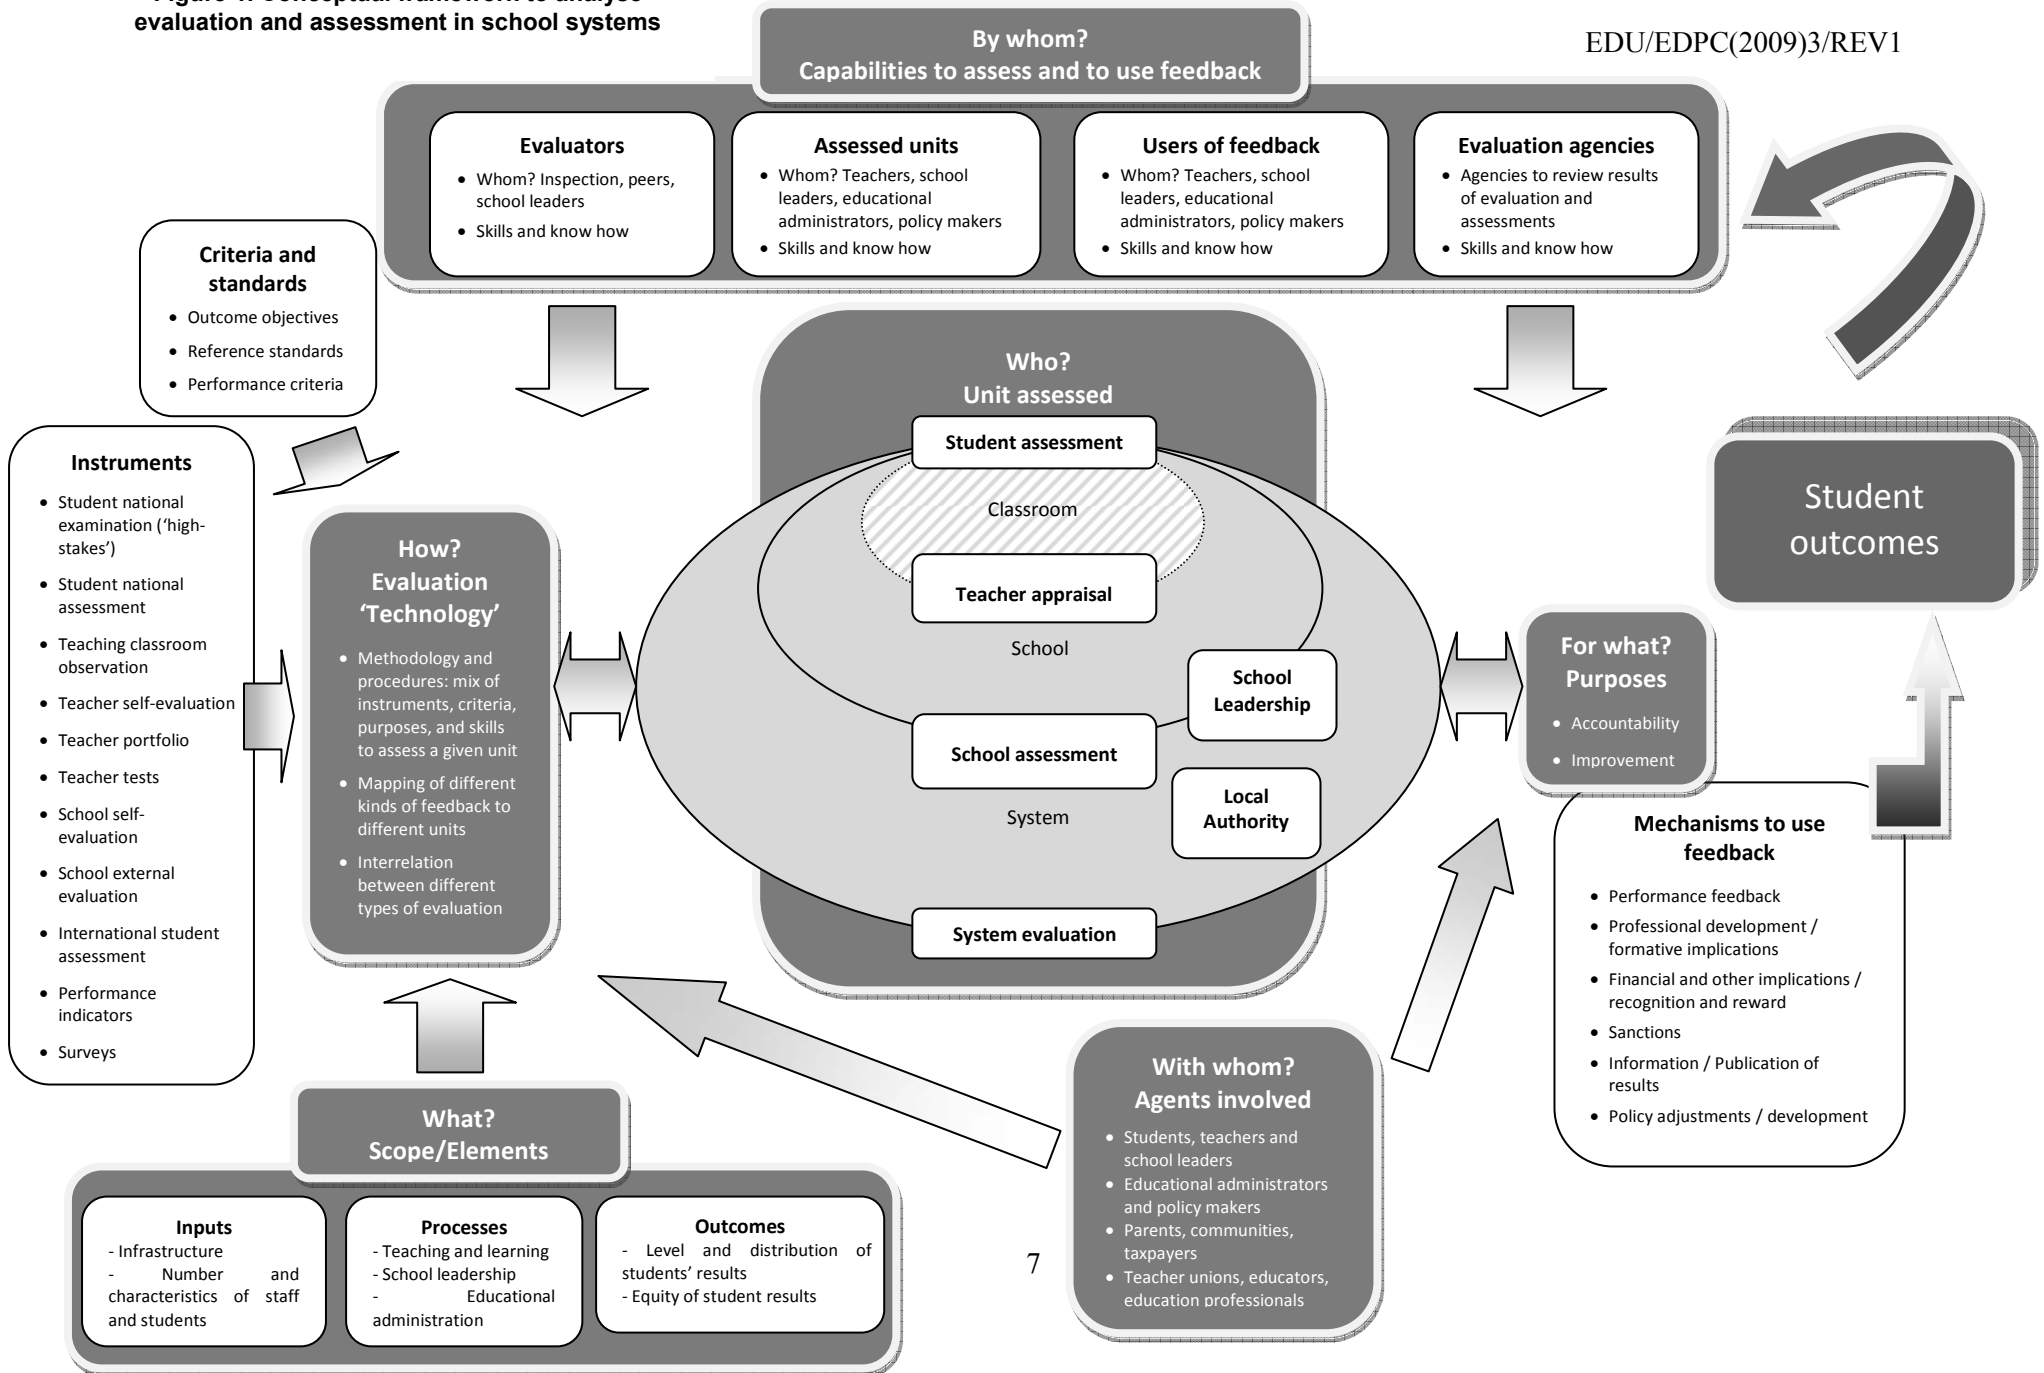 Figure 1. Conceptual framework to analyse
evaluation and assessment in school systems
EDU/EDPC(2009)3/REV1
By whom?
Capabilities to assess and to use feedback
Evaluators
• Whom? Inspection, peers,
school leaders
• Skills and know how
Assessed units
• Whom? Teachers, school
leaders, educational
administrators, policy makers
• Skills and know how
Users of feedback
• Whom? Teachers, school
leaders, educational
administrators, policy makers
• Skills and know how
Evaluation agencies
• Agencies to review results
of evaluation and
assessments
• Skills and know how
Criteria and
standards
• Outcome objectives
• Reference standards
• Performance criteria
Instruments
• Student national
examination (‘high-
stakes’)
• Student national
assessment
• Teaching classroom
observation
• Teacher self-evaluation
• Teacher portfolio
• Teacher tests
• School self-
evaluation
• School external
evaluation
• International student
assessment
• Performance
indicators
• Surveys
How?
Evaluation
‘Technology’
• Methodology and
procedures: mix of
instruments, criteria,
purposes, and skills
to assess a given unit
• Mapping of different
kinds of feedback to
different units
• Interrelation
between different
types of evaluation
Who?
Unit assessed
Student assessment
Classroom
Teacher appraisal
School
School
Leadership
School assessment
System
Local
Authority
System evaluation
For what?
Purposes
• Accountability
• Improvement
Student
outcomes
Mechanisms to use
feedback
• Performance feedback
• Professional development /
formative implications
• Financial and other implications /
recognition and reward
• Sanctions
• Information / Publication of
results
• Policy adjustments / development
With whom?
Agents involved
• Students, teachers and
school leaders
• Educational administrators
and policy makers
• Parents, communities,
taxpayers
• Teacher unions, educators,
education professionals
What?
Scope/Elements
Inputs
- Infrastructure
- Number and
characteristics of staff
and students
Processes
- Teaching and learning
- School leadership
- Educational
administration
Outcomes
- Level and distribution of
students’ results
- Equity of student results
7